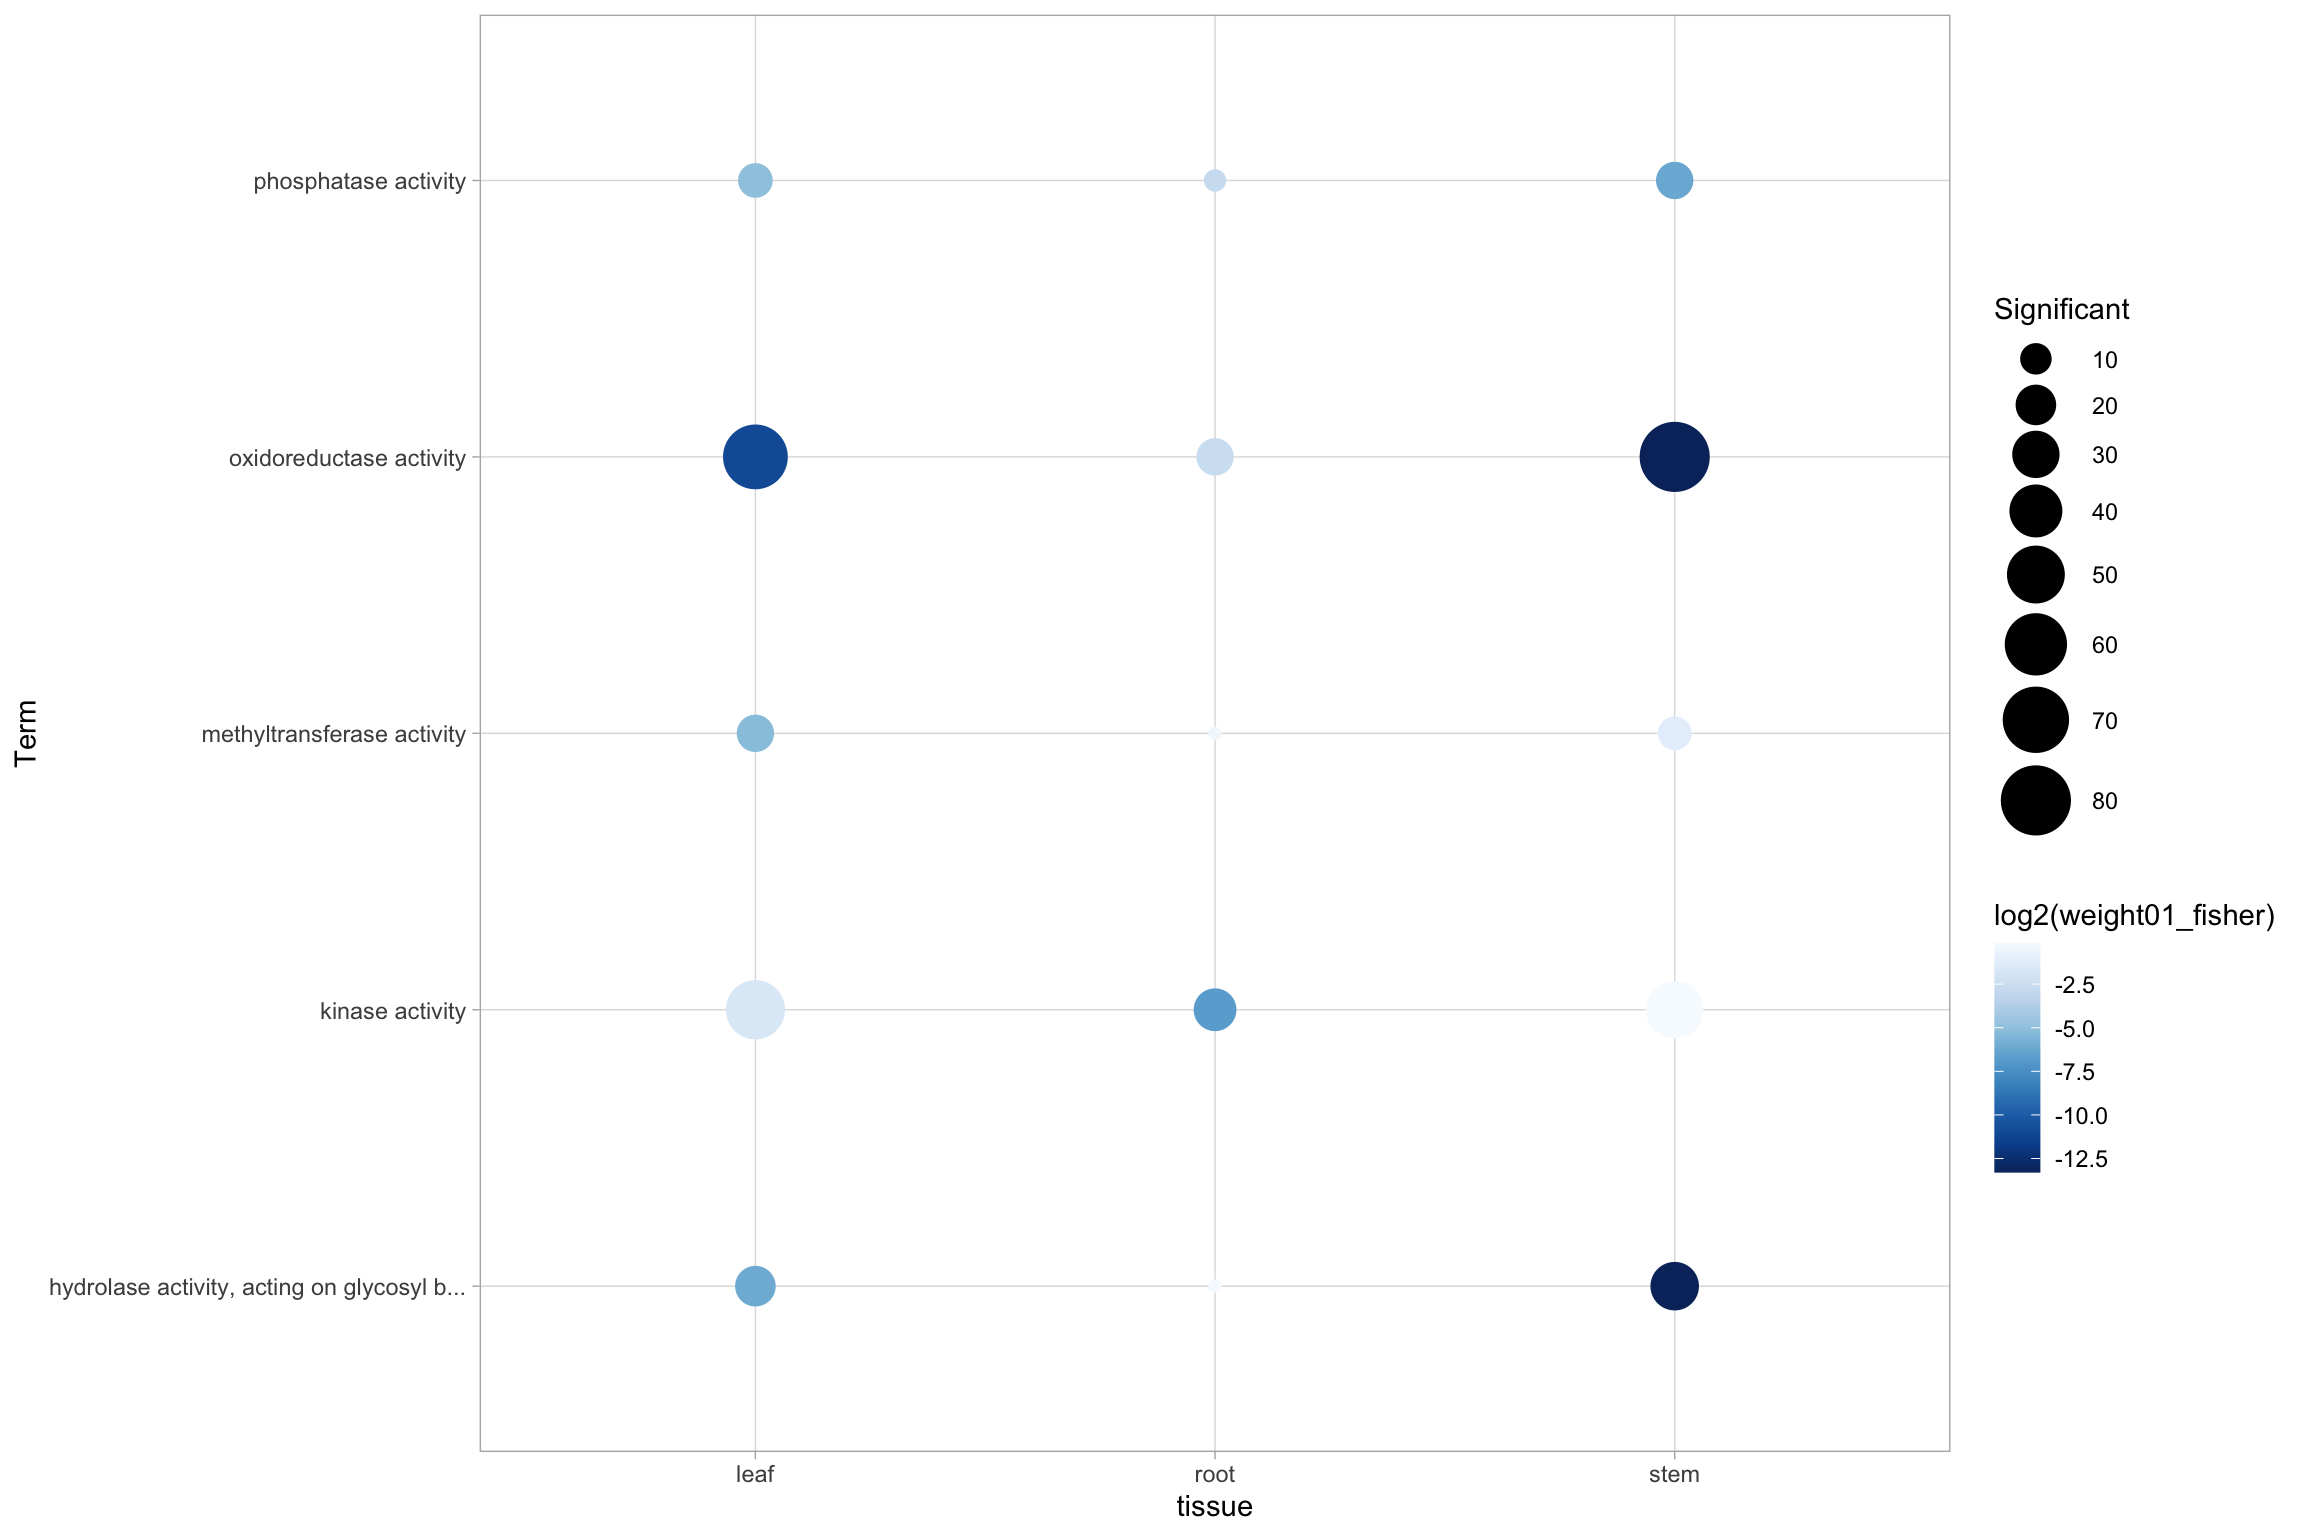 Term
phosphatase activity
oxidoreductase activity
methyltransferase activity
kinase activity
hydrolase activity, acting on glycosyl b...
leaf
root
stem
tissue
Significant
10
20
30
40
50
60
70
80
log2(weight01_fisher)
-2.5
-5.0
-7.5
-10.0
-12.5